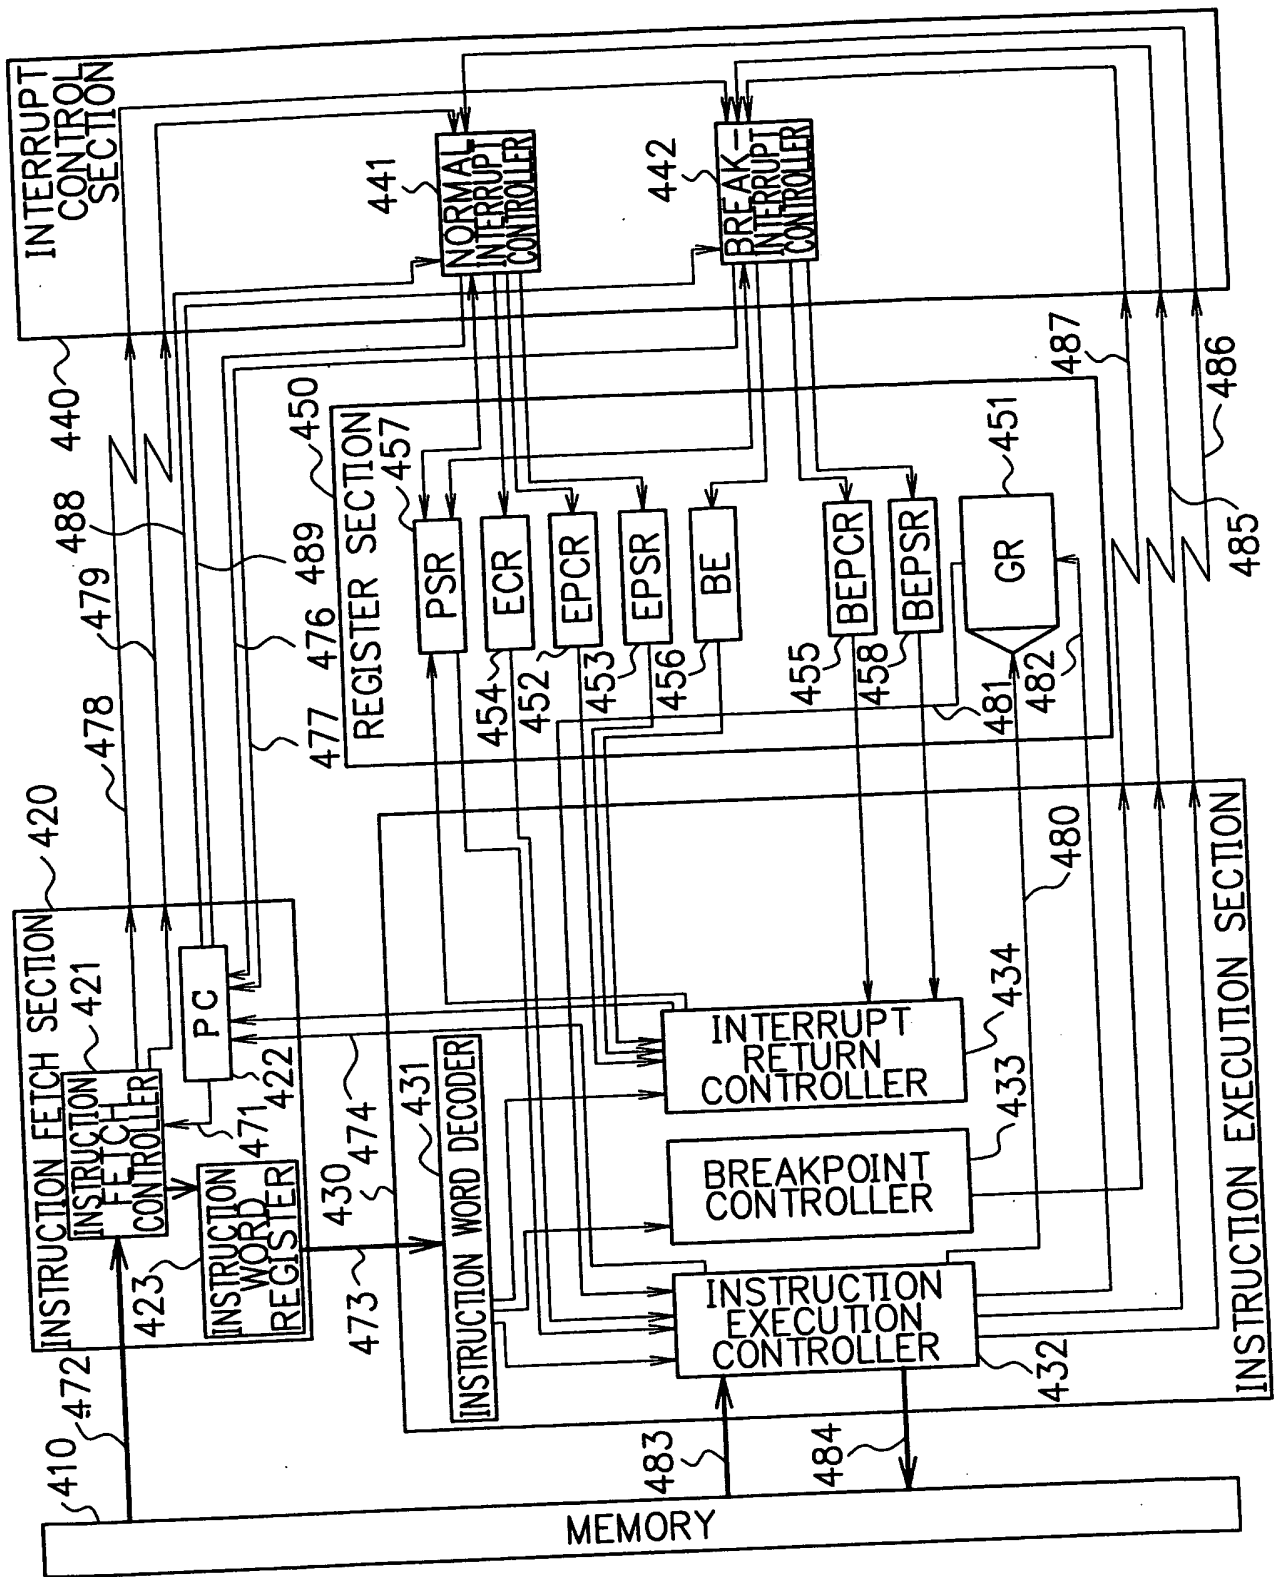 INTERRUPT
CONTROL
SECTION
440
NORMAL
INTERRUPT
CONTROLLER
441
BREAK-
INTERRUPT
CONTROLLER
442
478
479
488
489
476
477
487
486
485
REGISTER SECTION
450
457
PSR
ECR
454
EPCR
452
EPSR
453
BE
456
BEPCR
455
BEPSR
458
GR
451
481
482
480
INSTRUCTION FETCH SECTION
420
INSTRUCTION
FETCH
CONTROLLER
421
PC
422
471
INSTRUCTION
WORD
REGISTER
423
472
473
474
430
INSTRUCTION WORD DECODER
431
INTERRUPT
RETURN
CONTROLLER
434
BREAKPOINT
CONTROLLER
433
INSTRUCTION
EXECUTION
CONTROLLER
432
INSTRUCTION EXECUTION SECTION
483
484
410
MEMORY